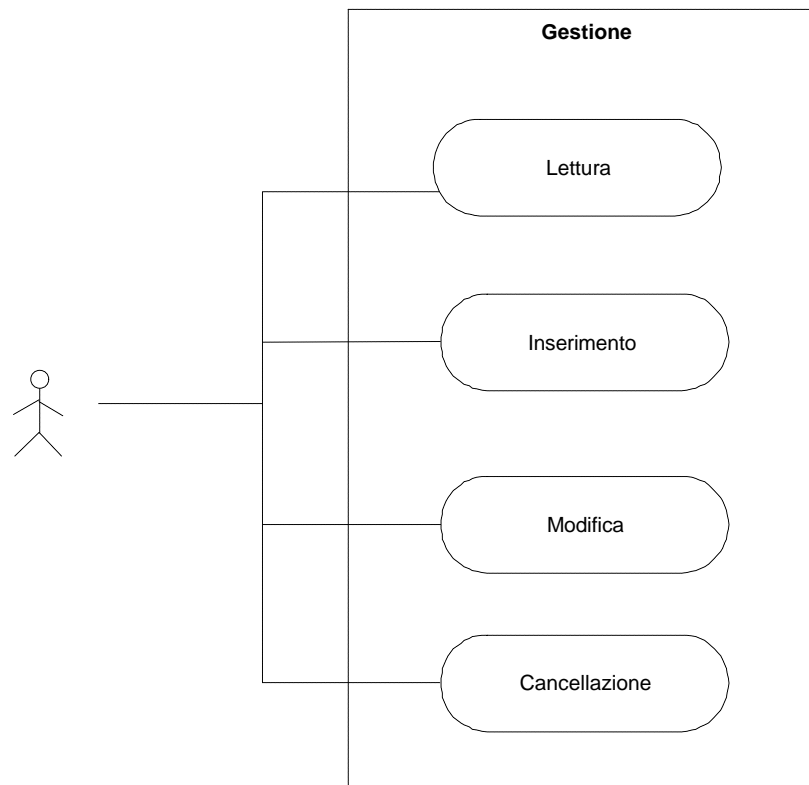 Gestione
Lettura
Inserimento
Modifica
Cancellazione